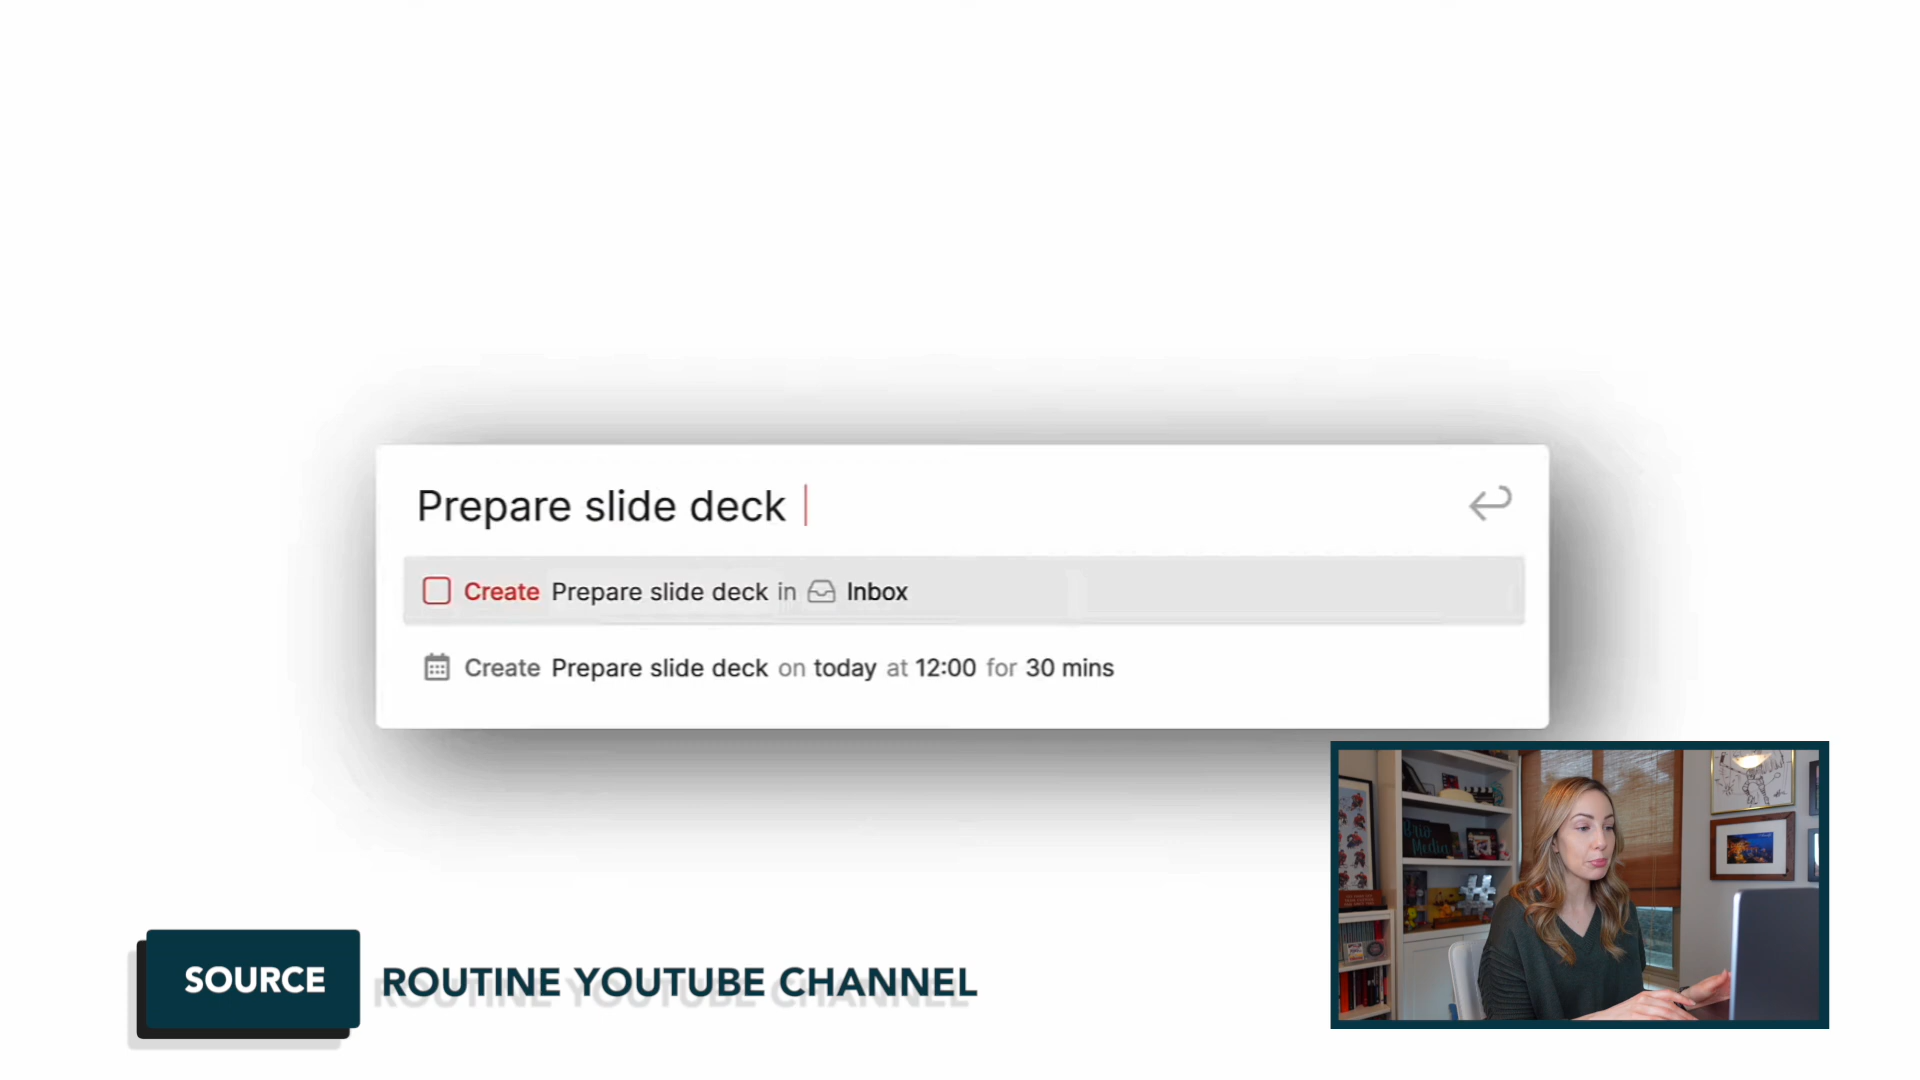 Prepare slide deck
Create Prepare slide deck in Inbox
Create Prepare slide deck on today at 12:00 for 30 mins
SOURCE
ROUTINE YOUTUBE CHANNEL
Media